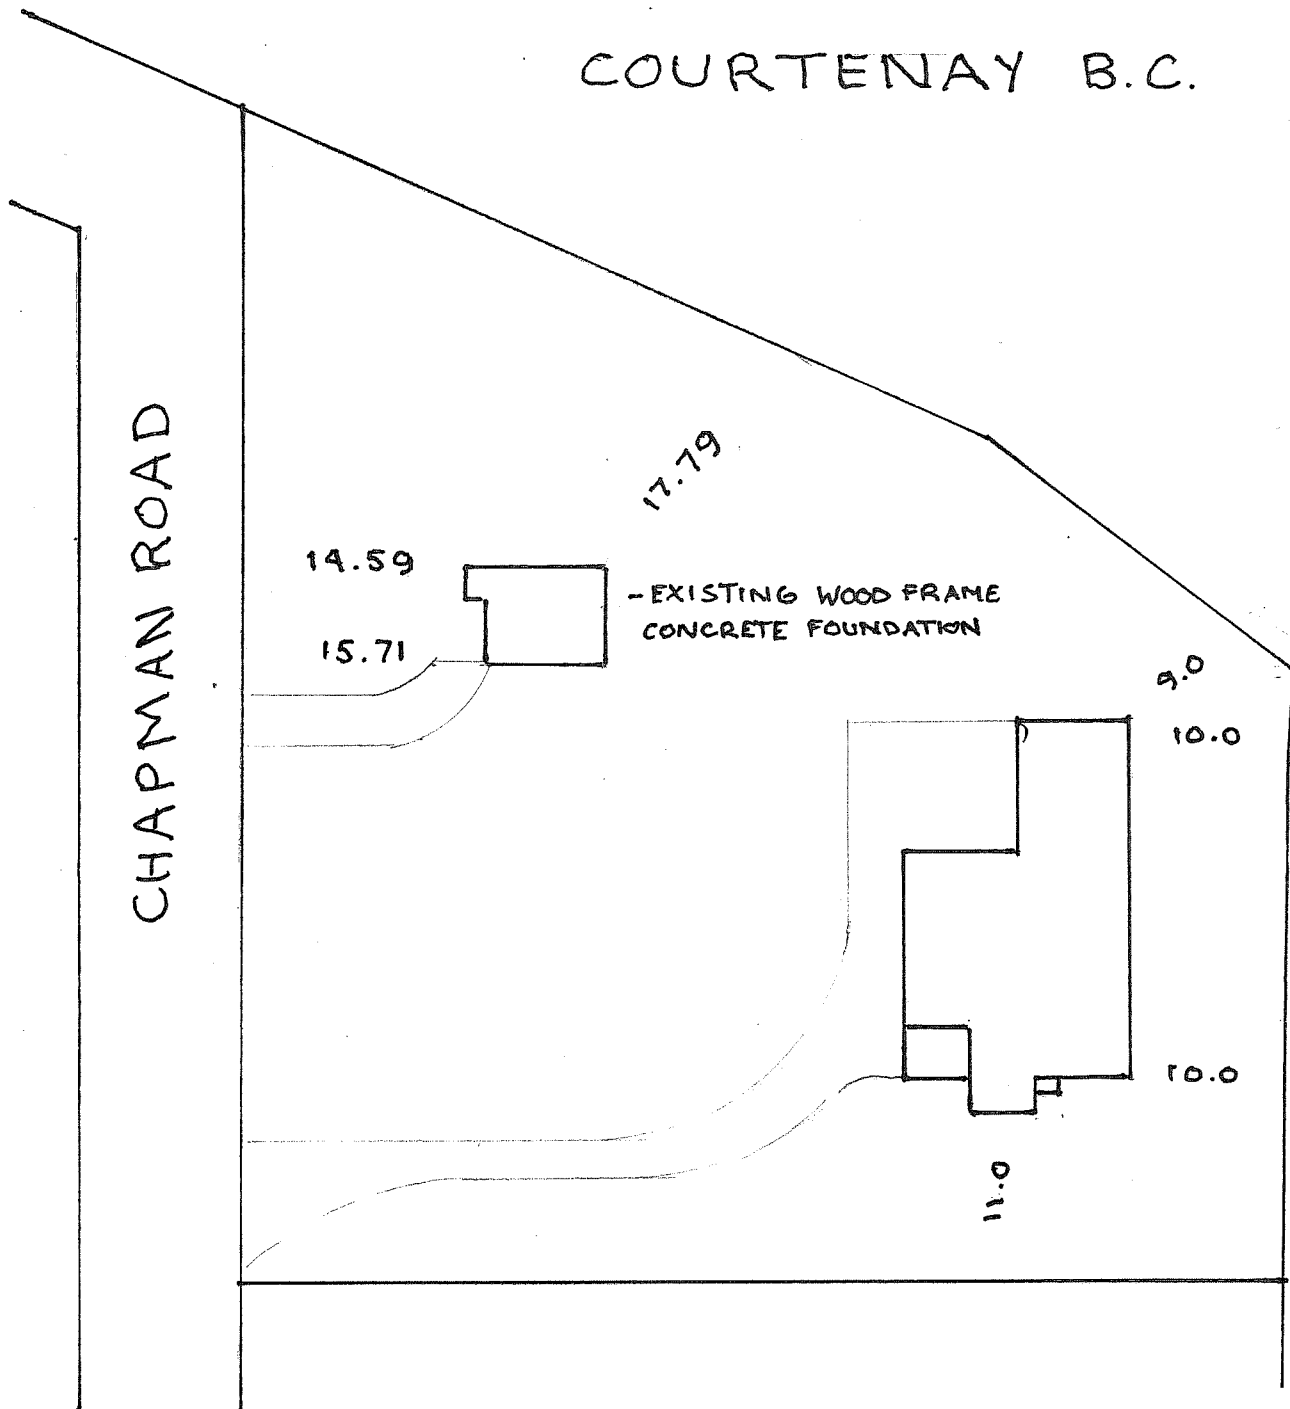 COURTENAY B.C.
CHAPMAN ROAD
17.79
14.59
-EXISTING WOOD FRAME
CONCRETE FOUNDATION
15.71
9.0
10.0
10.0
11.0